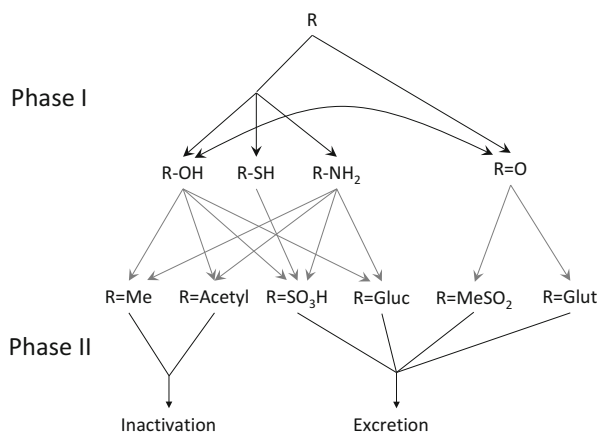 R
Phase I
R-OH R-SH R-NH₂ R=O
R=Me R=Acetyl R=SO₃H R=Gluc R=MeSO₂ R=Glut
Phase II
Inactivation Excretion